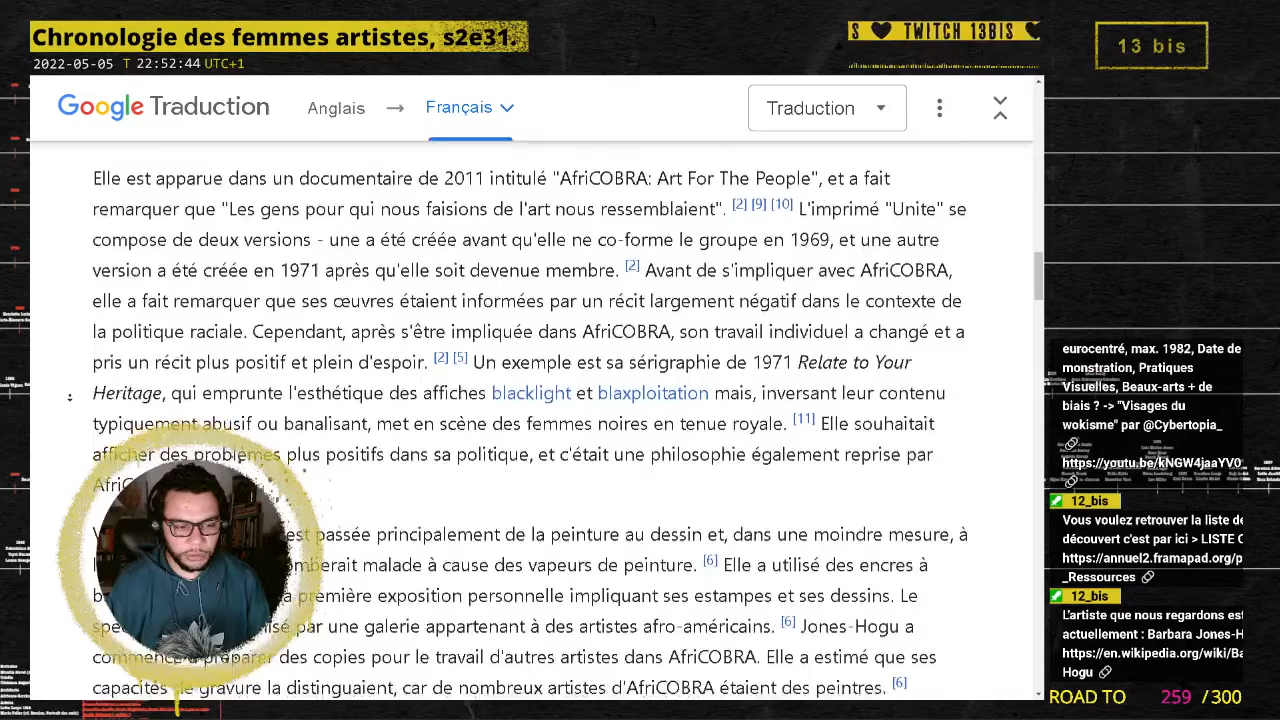 Chronologie des femmes artistes, s2e31.
2022-05-05 T 22:52:44 UTC+1
S ♥ TWITCH 13BIS
13 bis
Google Traduction Anglais → Français Traduction
Elle est apparue dans un documentaire de 2011 intitulé "AfriCOBRA: Art For The People", et a fait
remarquer que "Les gens pour qui nous faisions de l'art nous ressemblaient". [2] [9] [10] L'imprimé "Unite" se
compose de deux versions - une a été créée avant qu'elle ne co-forme le groupe en 1969, et une autre
version a été créée en 1971 après qu'elle soit devenue membre. [2] Avant de s'impliquer avec AfriCOBRA,
elle a fait remarquer que ses œuvres étaient informées par un récit largement négatif dans le contexte de
la politique raciale. Cependant, après s'être impliquée dans AfriCOBRA, son travail individuel a changé et a
pris un récit plus positif et plein d'espoir. [2] [5] Un exemple est sa sérigraphie de 1971 Relate to Your
Heritage, qui emprunte l'esthétique des affiches blacklight et blaxploitation mais, inversant leur contenu
typiquement abusif ou banalisant, met en scène des femmes noires en tenue royale. [11] Elle souhaitait
afficher des problèmes plus positifs dans sa politique, et c'était une philosophie également reprise par
est passée principalement de la peinture au dessin et, dans une moindre mesure, à
omberait malade à cause des vapeurs de peinture. [6] Elle a utilisé des encres à
première exposition personnelle impliquant ses estampes et ses dessins. Le
par une galerie appartenant à des artistes afro-américains. [6] Jones-Hogu a
des copies pour le travail d'autres artistes dans AfriCOBRA. Elle a estimé que ses
capacités gravure la distinguaient, car de nombreux artistes d'AfriCOBRA étaient des peintres. [6]
eurocentré, max. 1982, Date de
monstration, Pratiques
Visuelles, Beaux-arts + de
biais ? -> "Visages du
wokisme" par @Cybertopia_
https://youtu.be/kNGW4jaaYV0
12_bis
Vous voulez retrouver la liste de
découvert c'est par ici > LISTE
https://annuel2.framapad.org/p
_Ressources
12_bis
L'artiste que nous regardons est
actuellement : Barbara Jones-H
https://en.wikipedia.org/wiki/Ba
Hogu
ROAD TO 259 /300